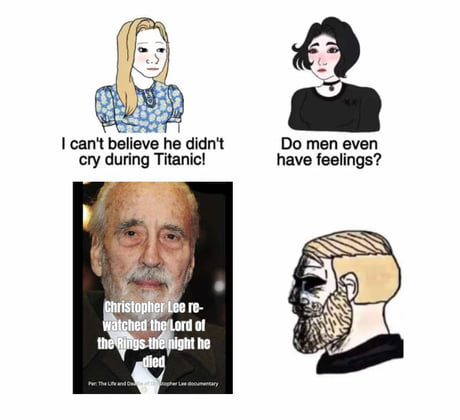 I can't believe he didn't
cry during Titanic!
Do men even
have feelings?
Christopher Lee re-
watched the Lord of
the Rings the night he
died
Per: The Life and Deaths of Christopher Lee documentary